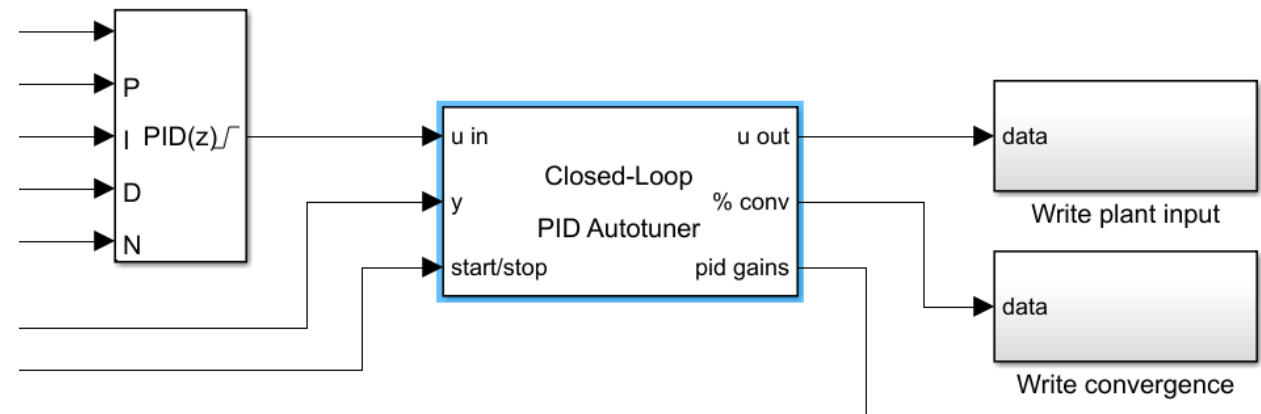 P
I
D
N
PID(z)
u in
y
start/stop
Closed-Loop
PID Autotuner
u out
% conv
pid gains
data
Write plant input
data
Write convergence